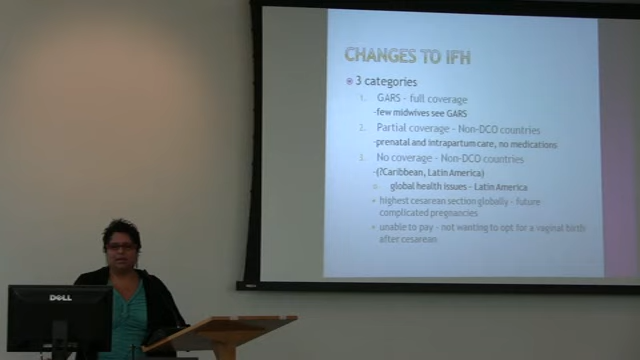 CHANGES TO IFH
3 categories
1. GARS - full coverage
-few midwives see GARS
2. Partial coverage - Non-DCO countries
-prenatal and intrapartum care, no medications
3. No coverage - Non-DCO countries
-(?Caribbean, Latin America)
global health issues - Latin America
highest cesarean section globally - future
complicated pregnancies
unable to pay - not wanting to opt for a vaginal birth
after cesarean
DELL